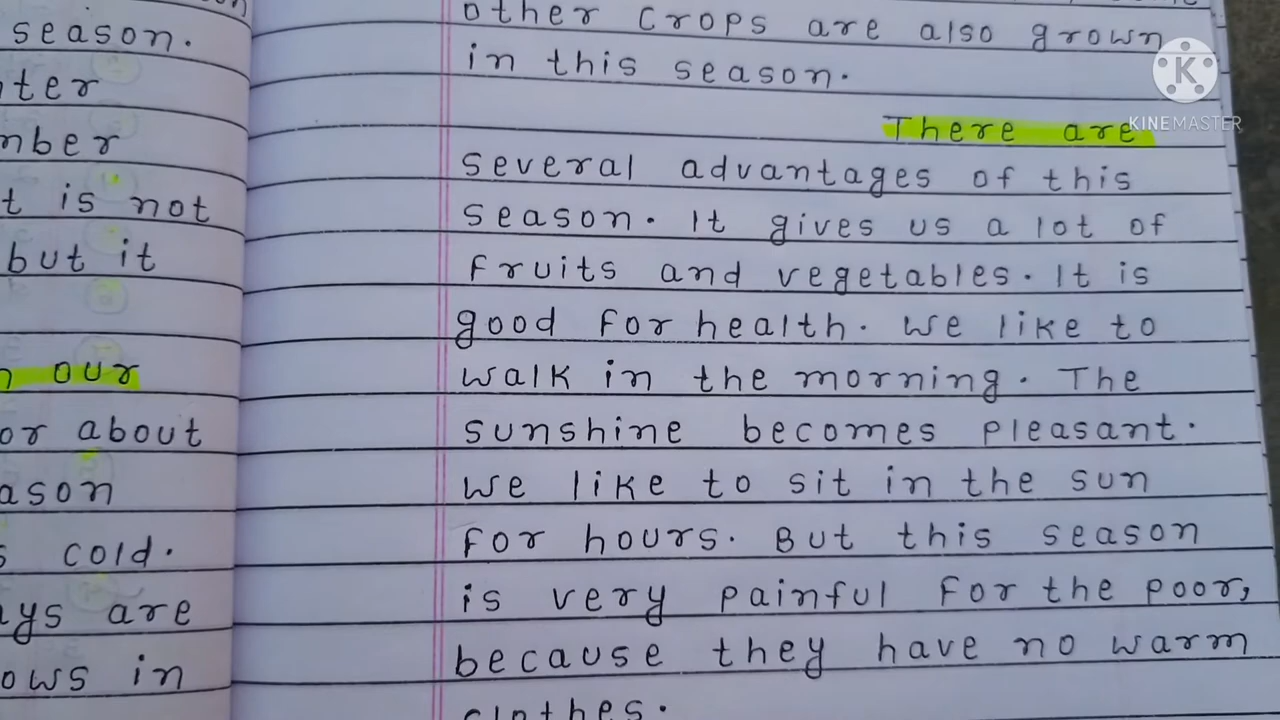 season.
ter
mber
t is not
but it
our
or about
ason
s cold.
ays are
ows in
other crops are also grown
in this season.
There are
several advantages of this
season. It gives us a lot of
fruits and vegetables. It is
good for health. We like to
walk in the morning. The
sunshine becomes pleasant.
We like to sit in the sun
for hours. But this season
is very painful for the poor,
because they have no warm
clothes.
K
KINEMASTER